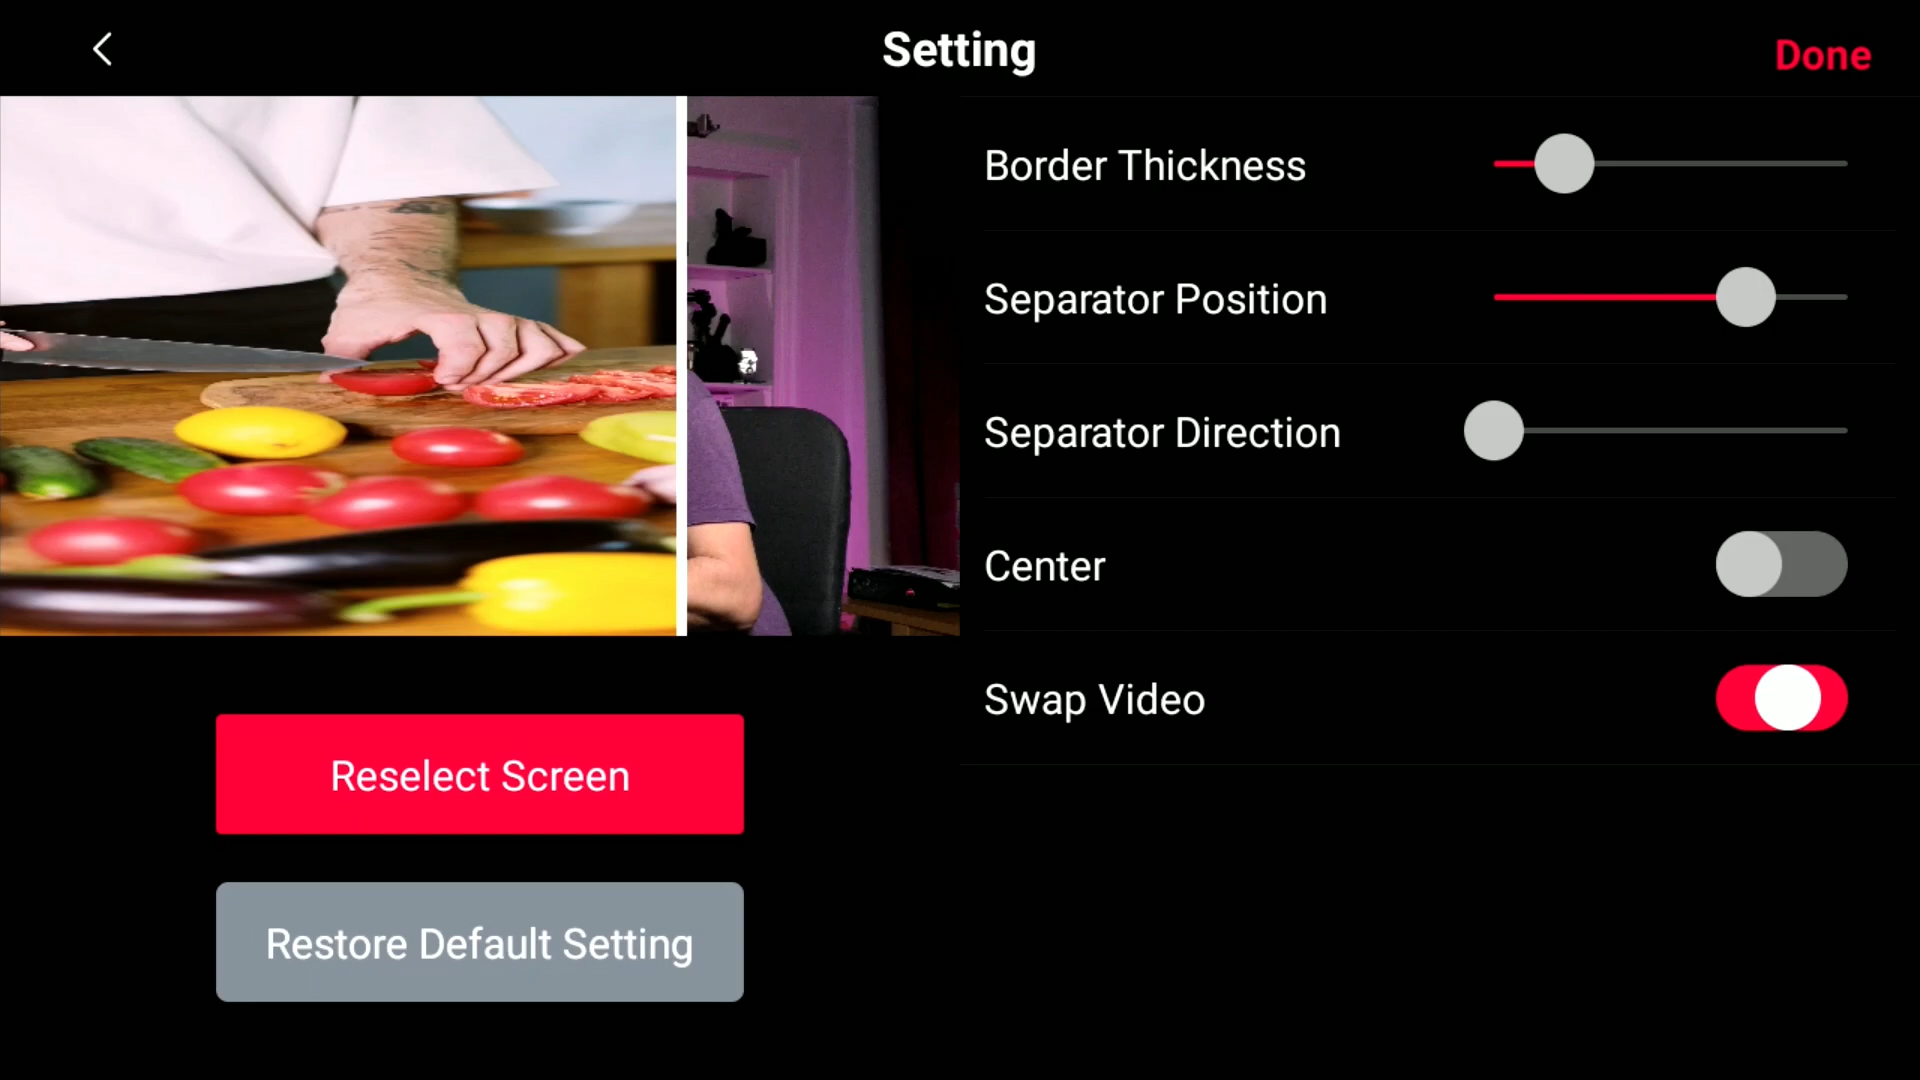 Setting
Done
Border Thickness
Separator Position
Separator Direction
Center
Swap Video
Reselect Screen
Restore Default Setting